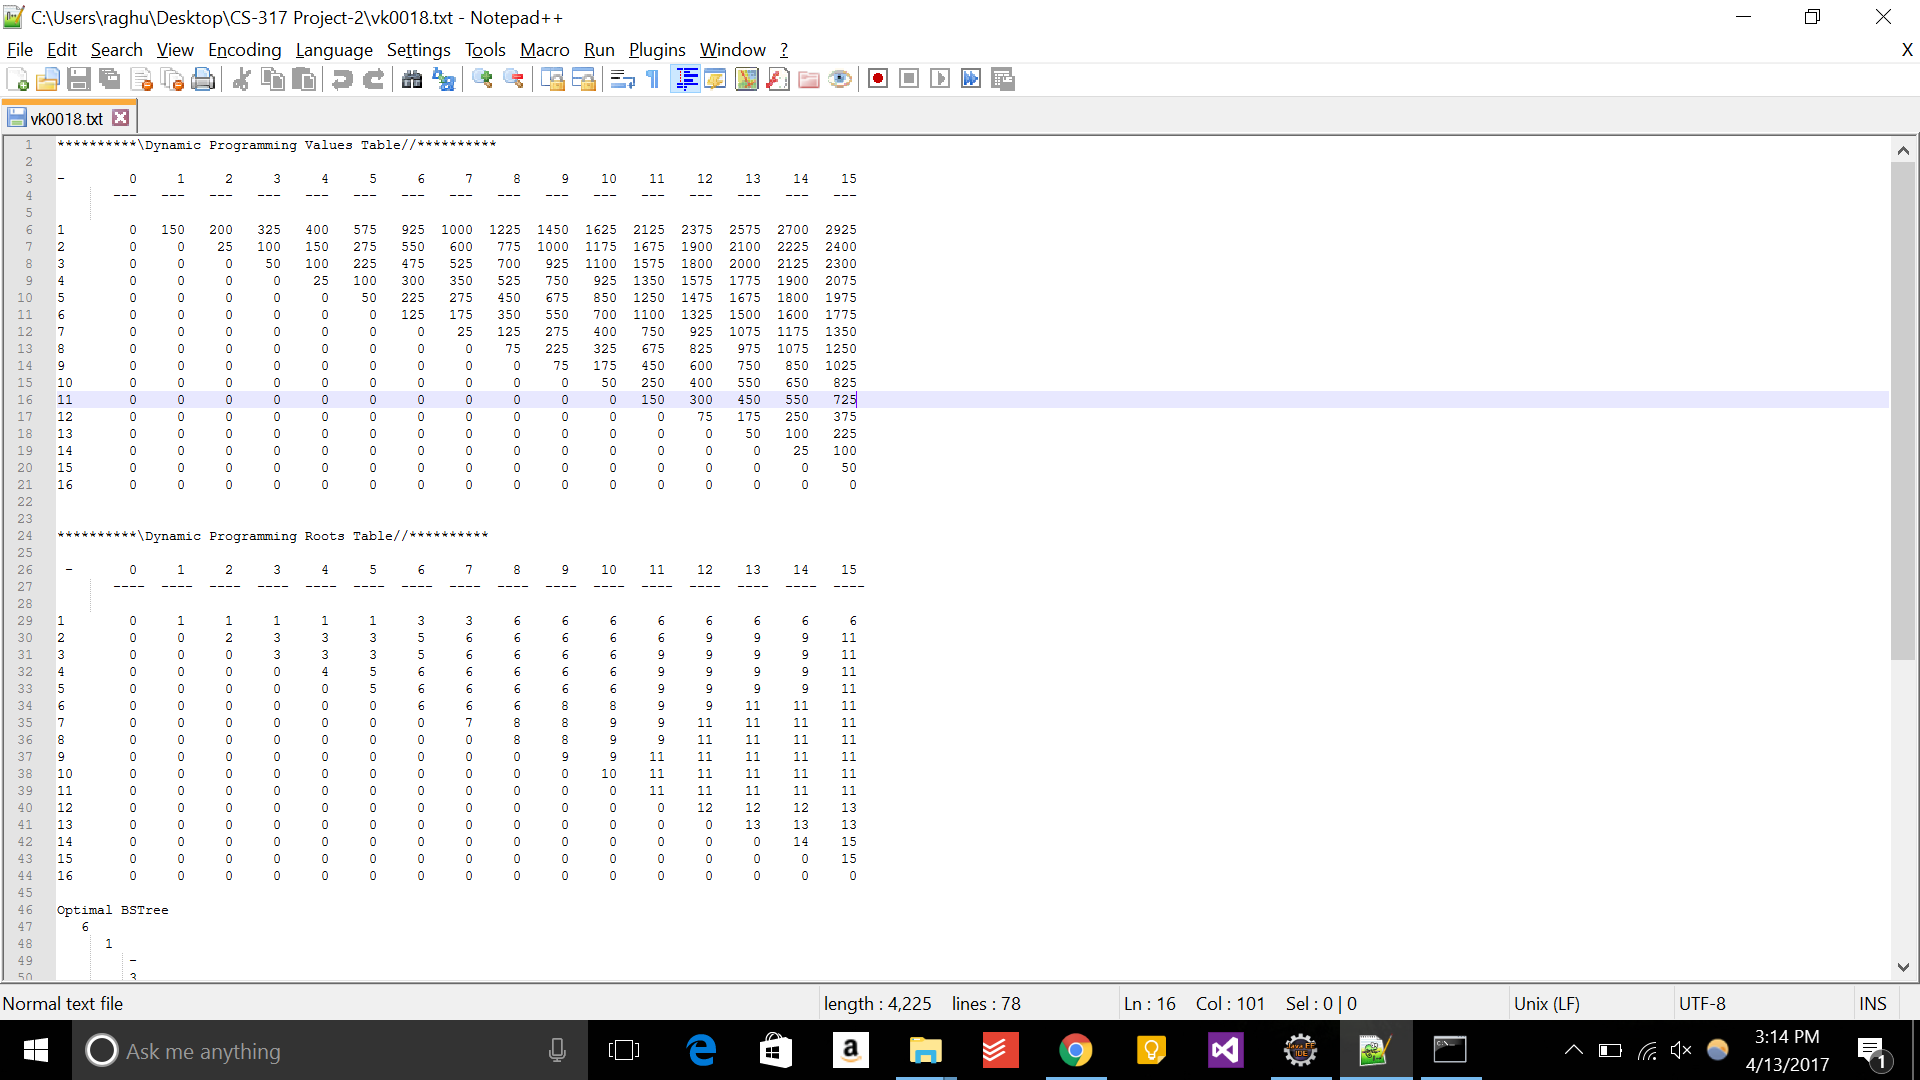 C:\Users\raghu\Desktop\CS-317 Project-2\vk0018.txt - Notepad++
File Edit Search View Encoding Language Settings Tools Macro Run Plugins Window ? X
vk0018.txt
1 **********\Dynamic Programming Values Table//**********
2
3 - 0 1 2 3 4 5 6 7 8 9 10 11 12 13 14 15
4 --- --- --- --- --- --- --- --- --- --- --- --- --- --- --- ---
5
6 1 0 150 200 325 400 575 925 1000 1225 1450 1625 2125 2375 2575 2700 2925
7 2 0 0 25 100 150 275 550 600 775 1000 1175 1675 1900 2100 2225 2400
8 3 0 0 0 50 100 225 475 525 700 925 1100 1575 1800 2000 2125 2300
9 4 0 0 0 0 25 100 300 350 525 750 925 1350 1575 1775 1900 2075
10 5 0 0 0 0 0 50 225 275 450 675 850 1250 1475 1675 1800 1975
11 6 0 0 0 0 0 0 125 175 350 550 700 1100 1325 1500 1600 1775
12 7 0 0 0 0 0 0 0 25 125 275 400 750 925 1075 1175 1350
13 8 0 0 0 0 0 0 0 0 75 225 325 675 825 975 1075 1250
14 9 0 0 0 0 0 0 0 0 0 75 175 450 600 750 850 1025
15 10 0 0 0 0 0 0 0 0 0 0 50 250 400 550 650 825
16 11 0 0 0 0 0 0 0 0 0 0 0 150 300 450 550 725
17 12 0 0 0 0 0 0 0 0 0 0 0 0 75 175 250 375
18 13 0 0 0 0 0 0 0 0 0 0 0 0 0 50 100 225
19 14 0 0 0 0 0 0 0 0 0 0 0 0 0 0 25 100
20 15 0 0 0 0 0 0 0 0 0 0 0 0 0 0 0 50
21 16 0 0 0 0 0 0 0 0 0 0 0 0 0 0 0 0
22
23
24 **********\Dynamic Programming Roots Table//**********
25
26 - 0 1 2 3 4 5 6 7 8 9 10 11 12 13 14 15
27 ---- ---- ---- ---- ---- ---- ---- ---- ---- ---- ---- ---- ---- ---- ---- ----
28
29 1 0 1 1 1 1 1 3 3 6 6 6 6 6 6 6 6
30 2 0 0 2 3 3 3 5 6 6 6 6 6 9 9 9 11
31 3 0 0 0 3 3 3 5 6 6 6 6 9 9 9 9 11
32 4 0 0 0 0 4 5 6 6 6 6 6 9 9 9 9 11
33 5 0 0 0 0 0 5 6 6 6 6 6 9 9 9 9 11
34 6 0 0 0 0 0 0 6 6 6 8 8 9 9 11 11 11
35 7 0 0 0 0 0 0 0 7 8 8 9 9 11 11 11 11
36 8 0 0 0 0 0 0 0 0 8 8 9 9 11 11 11 11
37 9 0 0 0 0 0 0 0 0 0 9 9 11 11 11 11 11
38 10 0 0 0 0 0 0 0 0 0 0 10 11 11 11 11 11
39 11 0 0 0 0 0 0 0 0 0 0 0 11 11 11 11 11
40 12 0 0 0 0 0 0 0 0 0 0 0 0 12 12 12 13
41 13 0 0 0 0 0 0 0 0 0 0 0 0 0 13 13 13
42 14 0 0 0 0 0 0 0 0 0 0 0 0 0 0 14 15
43 15 0 0 0 0 0 0 0 0 0 0 0 0 0 0 0 15
44 16 0 0 0 0 0 0 0 0 0 0 0 0 0 0 0 0
45
46 Optimal BSTree
47 6
48 1
49 -
50 3
Normal text file length : 4,225 lines : 78 Ln : 16 Col : 101 Sel : 0 | 0 Unix (LF) UTF-8 INS
Ask me anything
a
Java EE
IDE
C:\
3:14 PM
4/13/2017
1